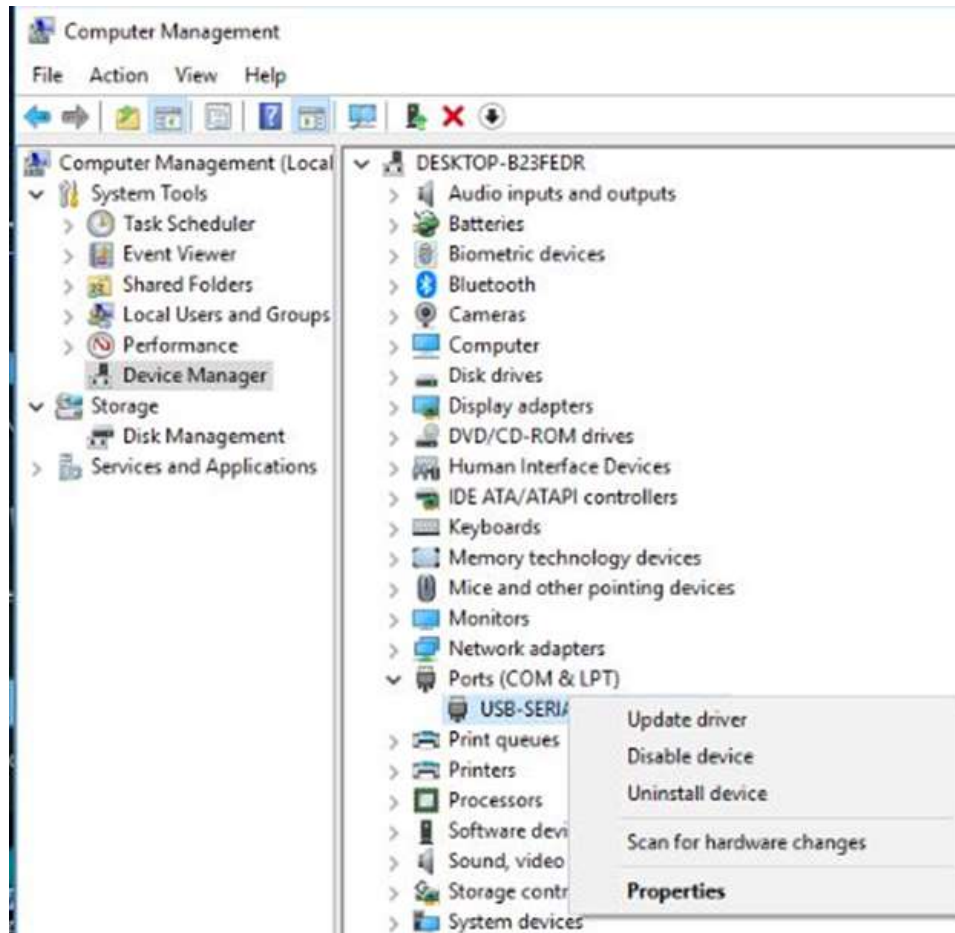 Computer Management
File Action View Help
Computer Management (Local
System Tools
Task Scheduler
Event Viewer
Shared Folders
Local Users and Groups
Performance
Device Manager
Storage
Disk Management
Services and Applications
DESKTOP-B23FEDR
Audio inputs and outputs
Batteries
Biometric devices
Bluetooth
Cameras
Computer
Disk drives
Display adapters
DVD/CD-ROM drives
Human Interface Devices
IDE ATA/ATAPI controllers
Keyboards
Memory technology devices
Mice and other pointing devices
Monitors
Network adapters
Ports (COM & LPT)
USB-SERIA
Print queues
Printers
Processors
Software devi
Sound, video
Storage contr
System devices
Update driver
Disable device
Uninstall device
Scan for hardware changes
Properties